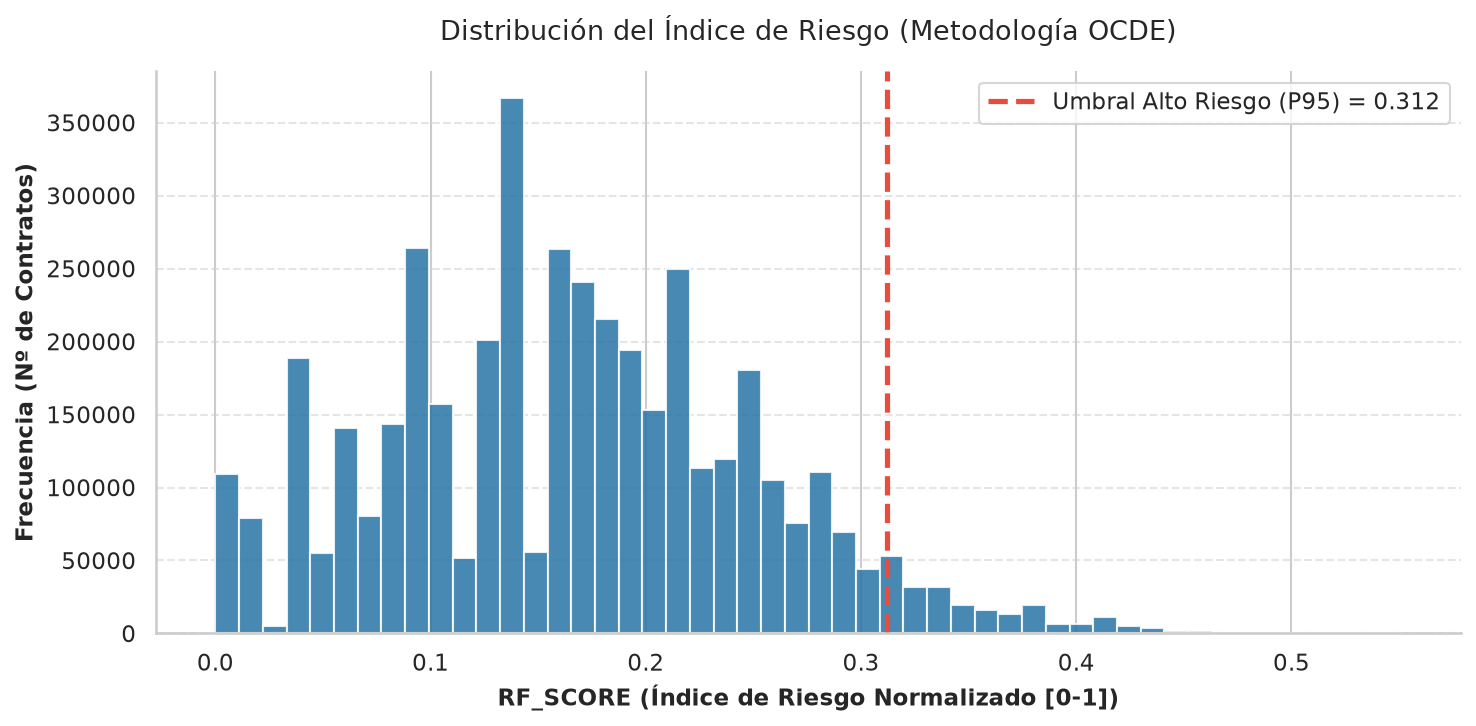 Distribución del Índice de Riesgo (Metodología OCDE)
Umbral Alto Riesgo (P95) = 0.312
Frecuencia (Nº de Contratos)
350000
300000
250000
200000
150000
100000
50000
0
0.0 0.1 0.2 0.3 0.4 0.5
RF_SCORE (Índice de Riesgo Normalizado [0-1])